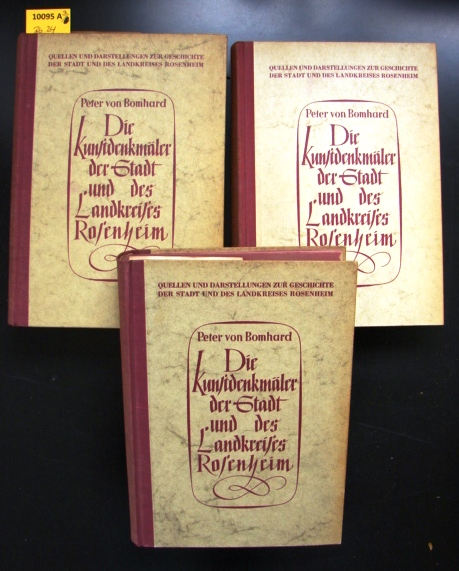 10095 A
QUELLEN UND DARSTELLUNGEN ZUR GESCHICHTE
DER STADT UND DES LANDKREISES ROSENHEIM
Peter von Bomhard
Die
Kunstdenkmäler
der Stadt
und des
Landkreises
Rosenheim
QUELLEN UND DARSTELLUNGEN ZUR GESCHICHTE
DER STADT UND DES LANDKREISES ROSENHEIM
Peter von Bomhard
Die
Kunstdenkmäler
der Stadt
und des
Landkreises
Rosenheim
QUELLEN UND DARSTELLUNGEN ZUR GESCHICHTE
DER STADT UND DES LANDKREISES ROSENHEIM
Peter von Bomhard
Die
Kunstdenkmäler
der Stadt
und des
Landkreises
Rosenheim